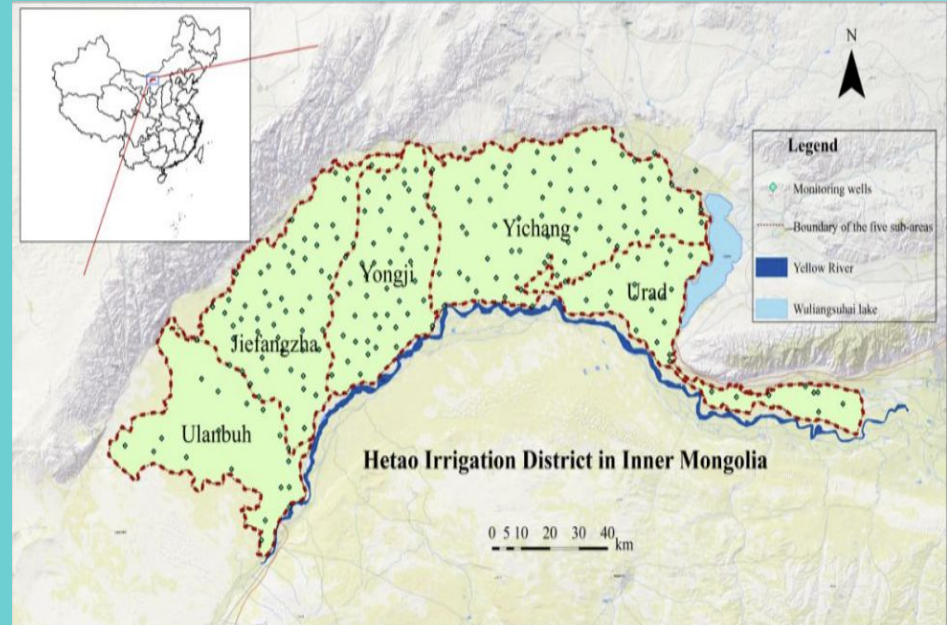 N
Legend
Monitoring wells
Boundary of the five sub-areas
Yellow River
Wuliangsuhai lake
Yichang
Yongji
Urad
Jiefangzha
Ulanbuh
Hetao Irrigation District in Inner Mongolia
0 5 10 20 30 40
km